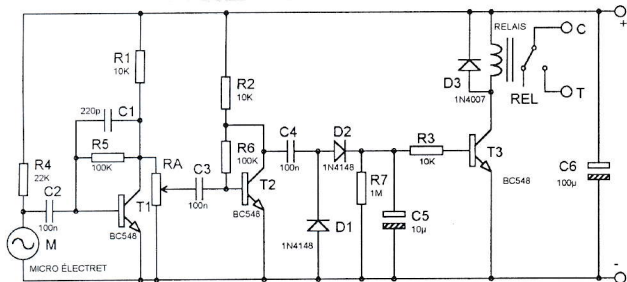 RELAIS
C
+
R1
10K
R2
10K
D3
1N4007
REL
T
220p
C1
R5
100K
R4
22K
C2
100n
T1
BC548
RA
C3
100n
R6
100K
T2
BC548
C4
100n
D2
1N4148
R7
1M
D1
1N4148
C5
10µ
R3
10K
T3
BC548
C6
100µ
M
MICRO ÉLECTRET
-